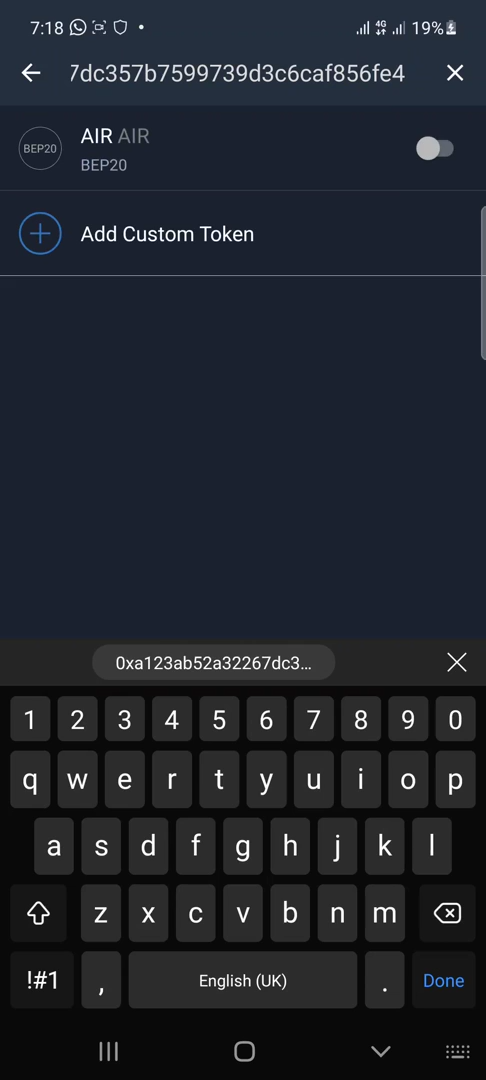 7:18 4G 19%
7dc357b7599739d3c6caf856fe4
BEP20 AIR AIR
BEP20
Add Custom Token
0xa123ab52a32267dc3...
1 2 3 4 5 6 7 8 9 0
q w e r t y u i o p
a s d f g h j k l
z x c v b n m
!#1 , English (UK) . Done